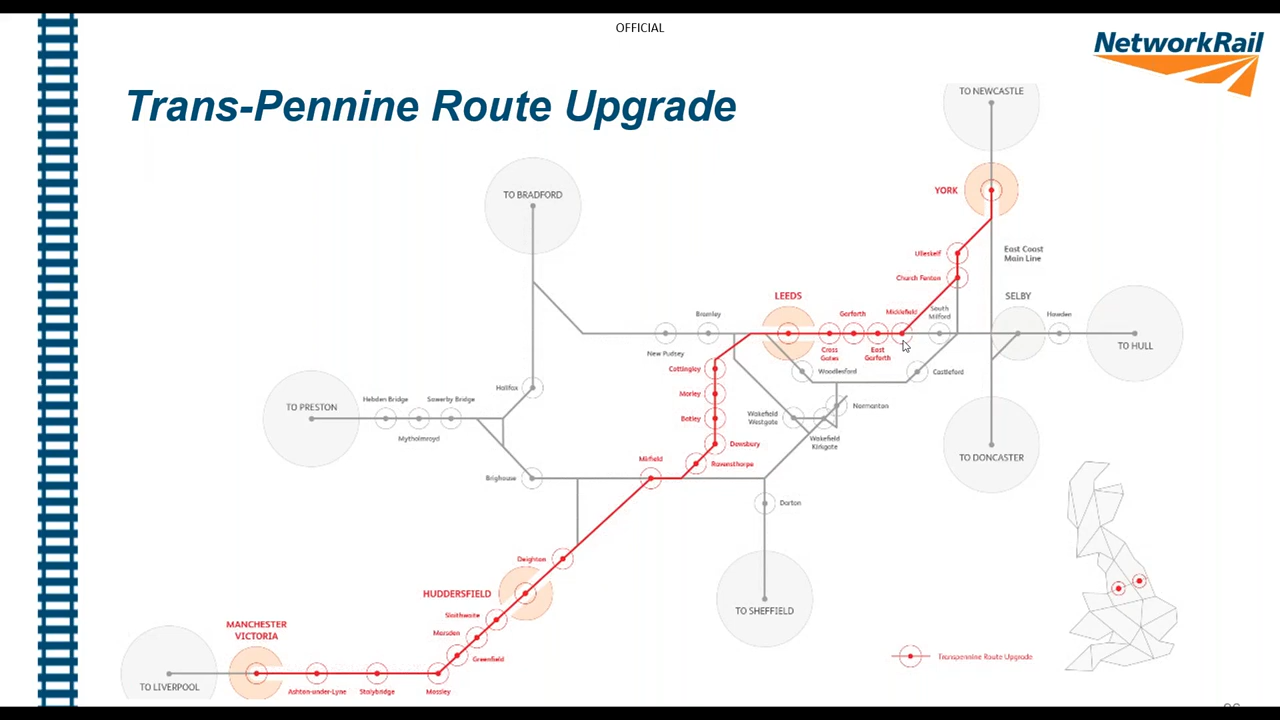 OFFICIAL
NetworkRail
Trans-Pennine Route Upgrade
TO NEWCASTLE
YORK
TO BRADFORD
Ulleskelf
East Coast
Main Line
Church Fenton
LEEDS
SELBY
Garforth
Micklefield
South
Milford
Howden
Bramley
New Pudsey
Cross
Gates
East
Garforth
TO HULL
Cottingley
Woodlesford
Castleford
Halifax
Morley
TO PRESTON
Hebden Bridge
Sowerby Bridge
Mytholmroyd
Batley
Wakefield
Westgate
Normanton
Wakefield
Kirkgate
Dewsbury
Mirfield
Ravensthorpe
TO DONCASTER
Brighouse
Darton
Deighton
HUDDERSFIELD
TO SHEFFIELD
Slaithwaite
Marsden
Greenfield
MANCHESTER
VICTORIA
Transpennine Route Upgrade
TO LIVERPOOL
Ashton-under-Lyne
Stalybridge
Mossley